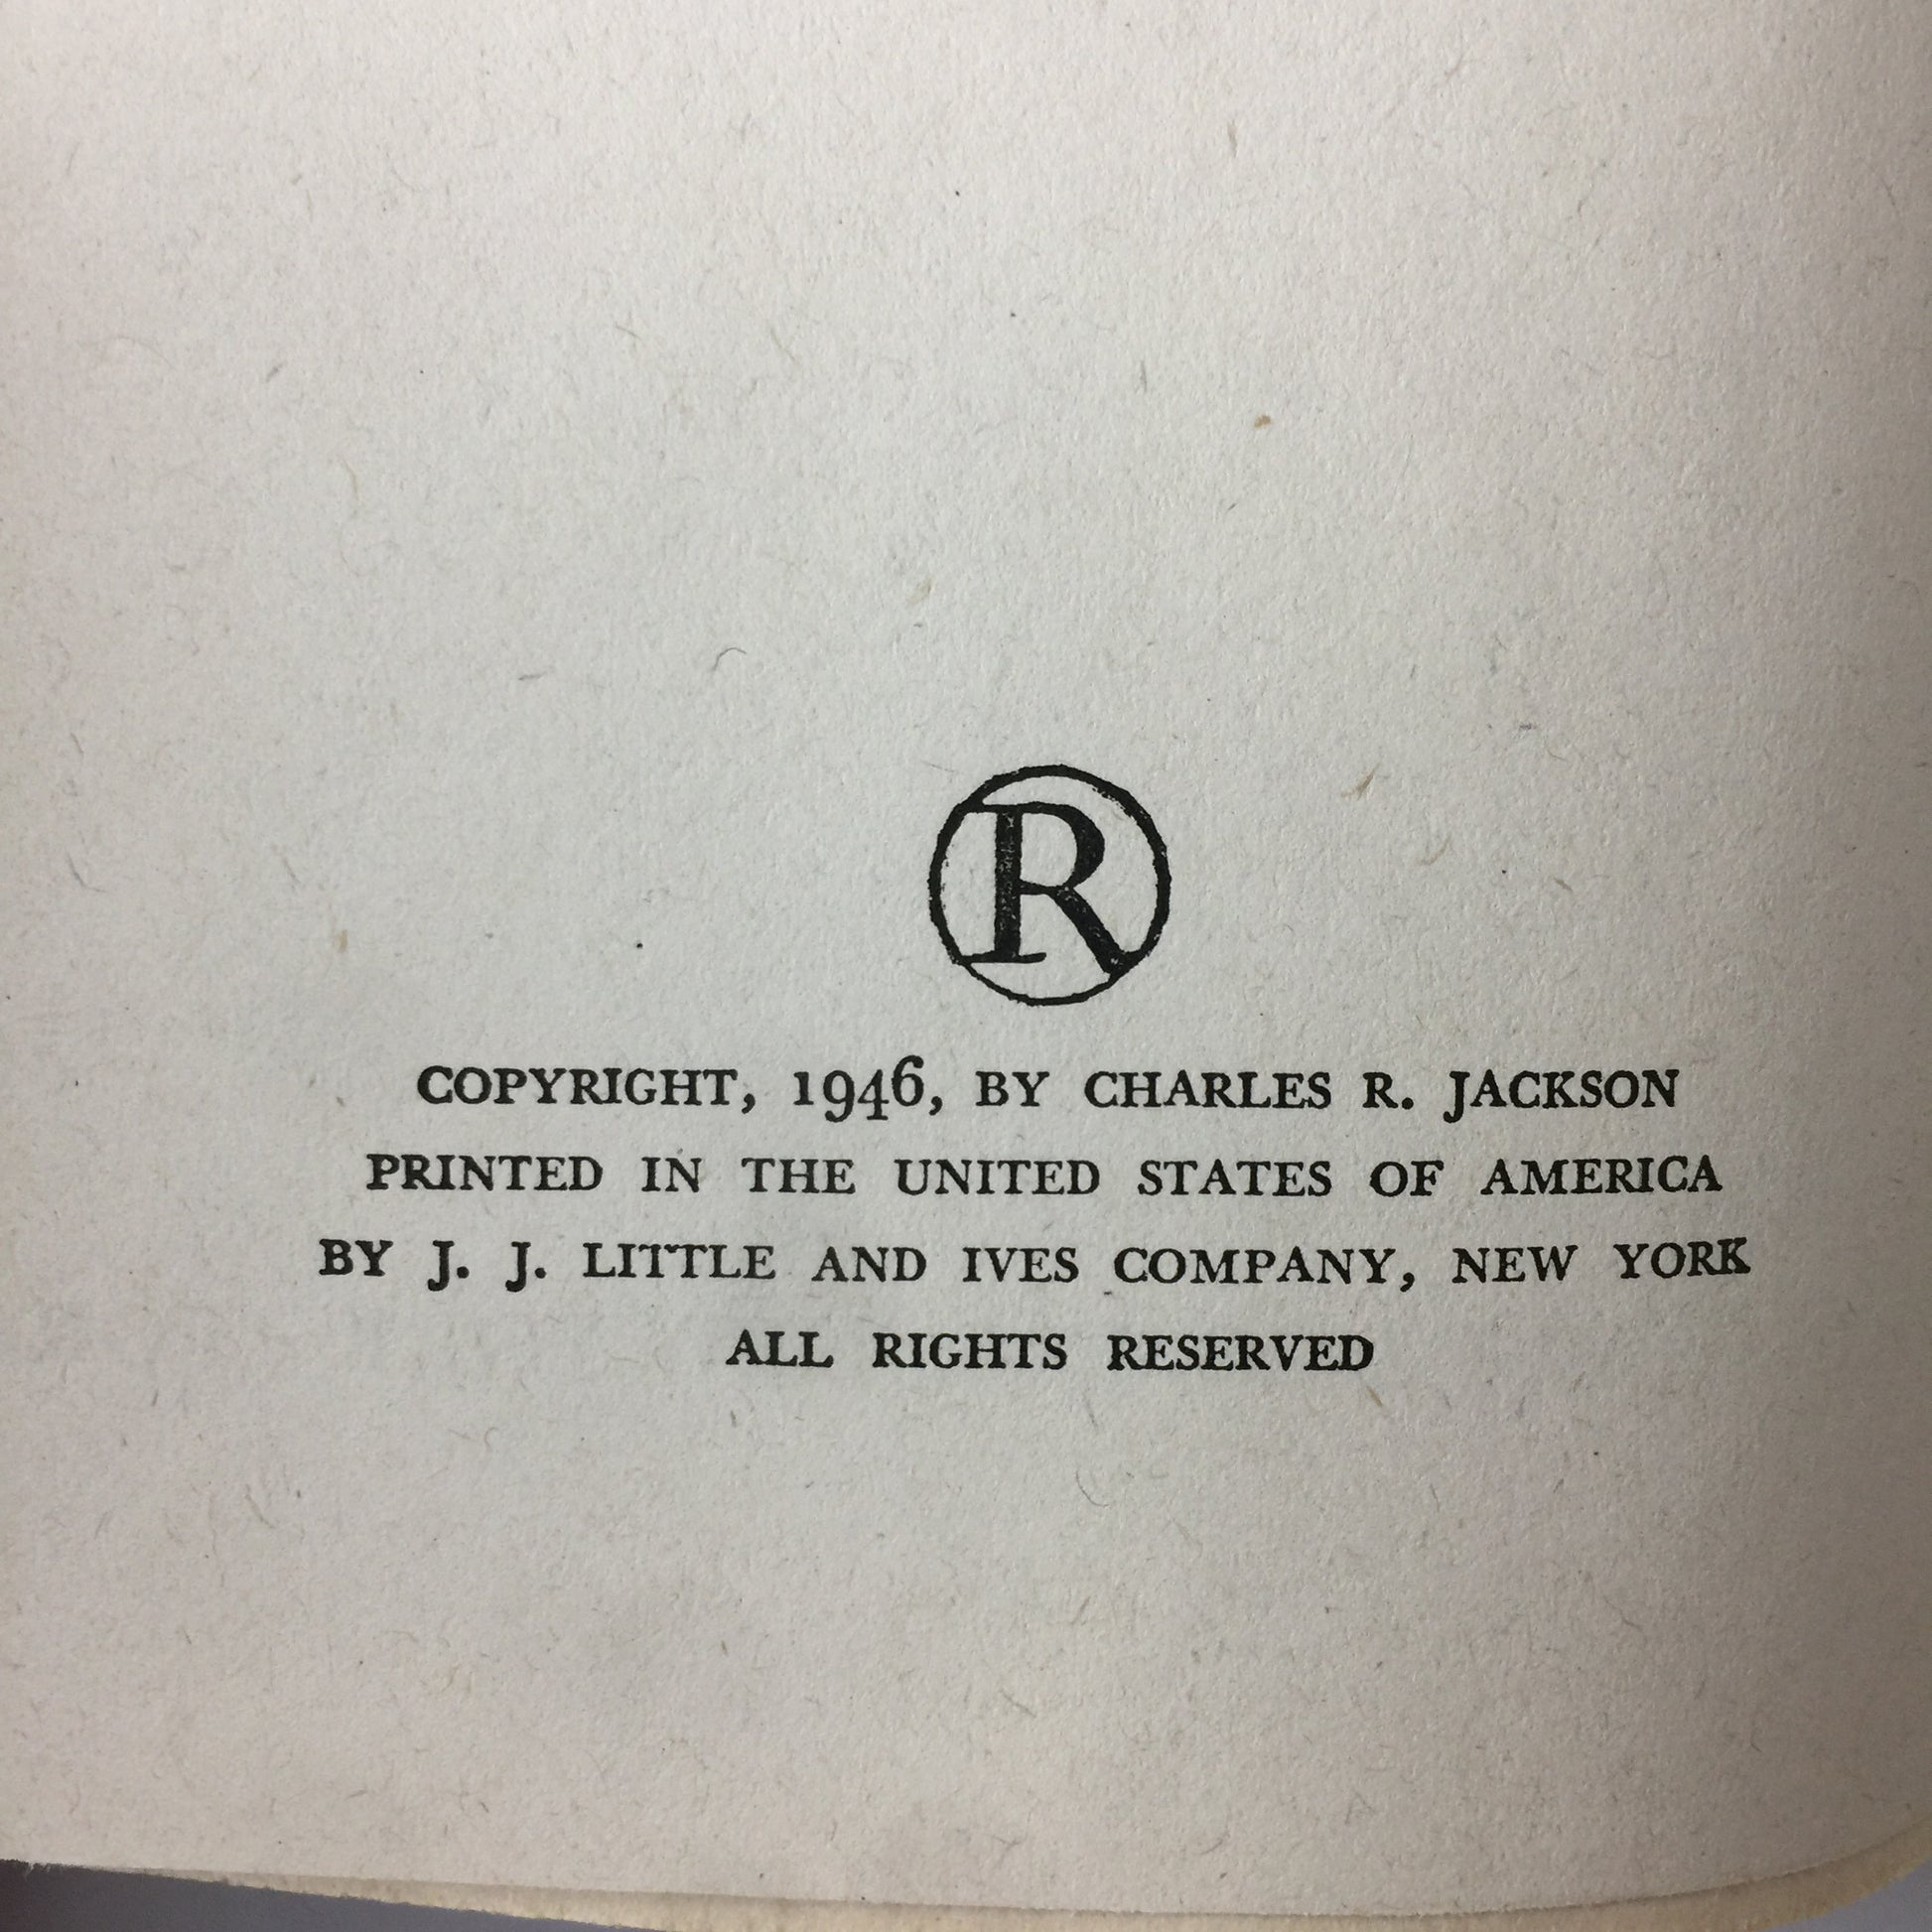 ®
COPYRIGHT, 1946, BY CHARLES R. JACKSON
PRINTED IN THE UNITED STATES OF AMERICA
BY J. J. LITTLE AND IVES COMPANY, NEW YORK
ALL RIGHTS RESERVED